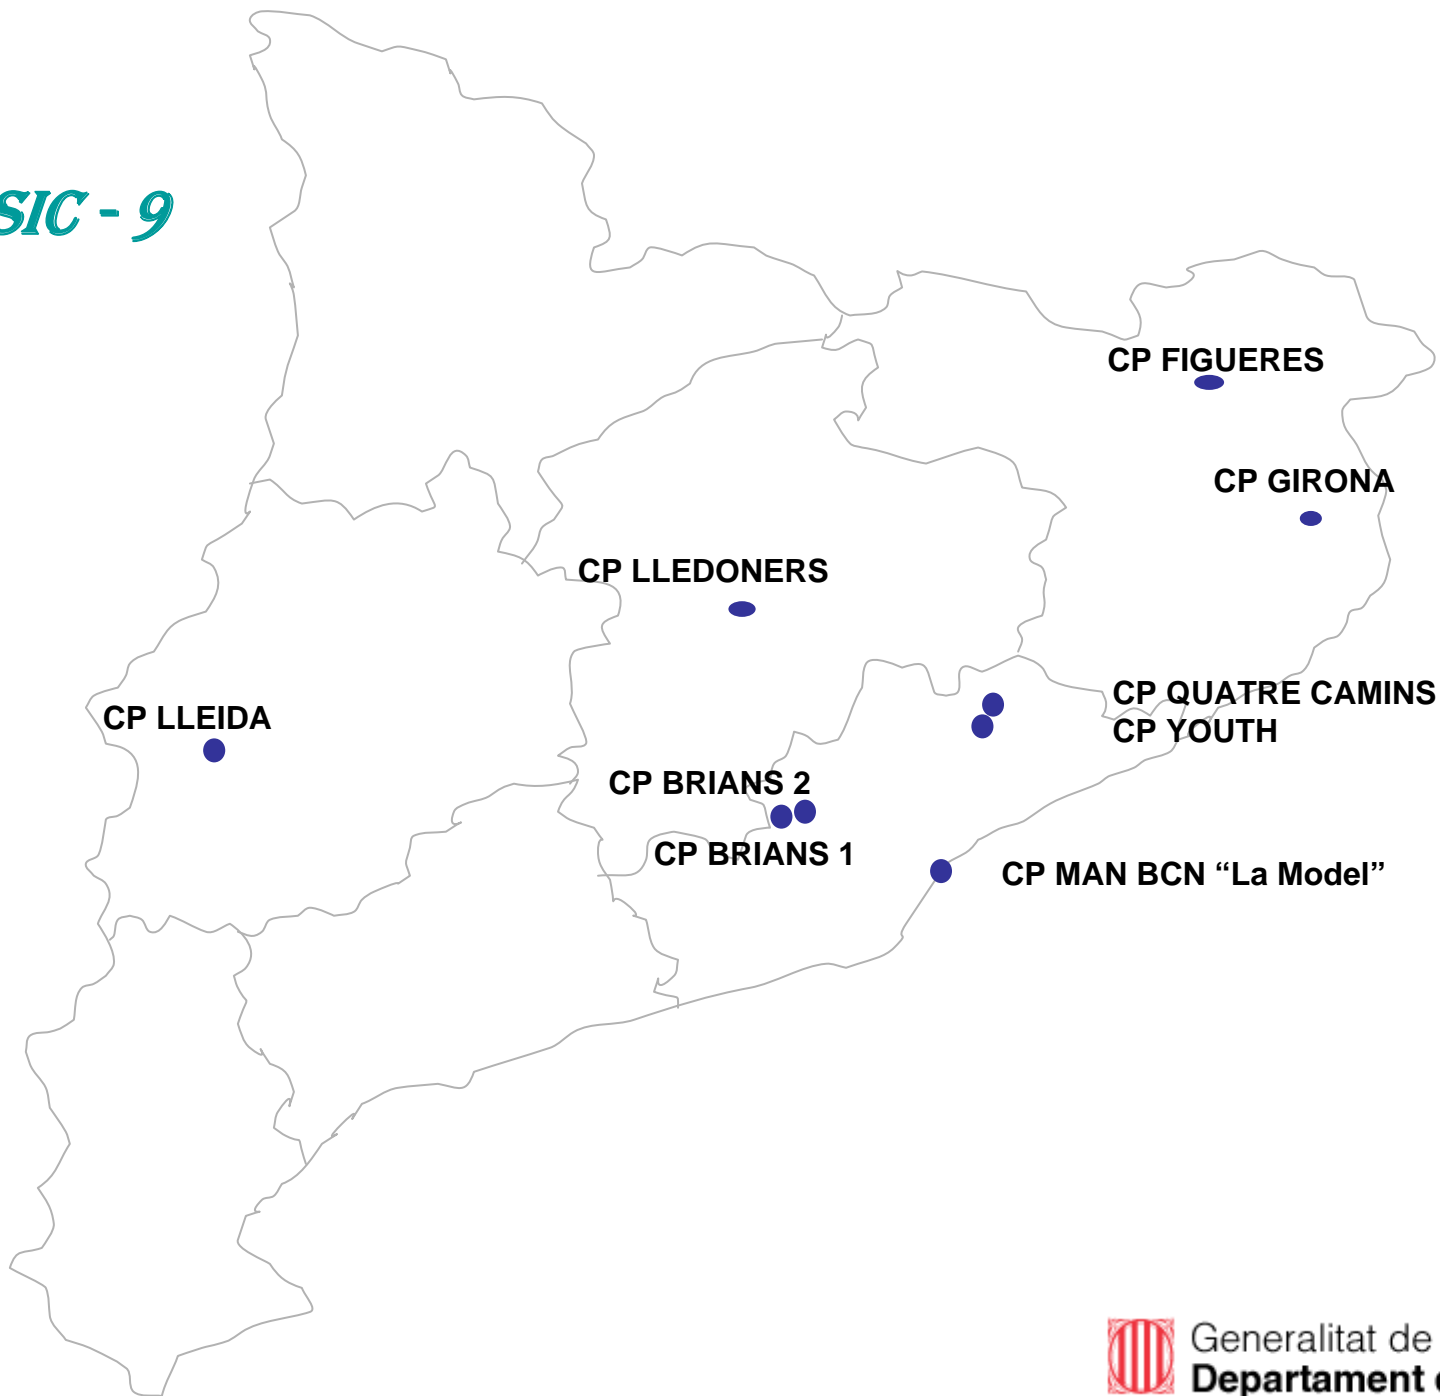 SIC - 9
CP FIGUERES
CP GIRONA
CP LLEDONERS
CP QUATRE CAMINS
CP YOUTH
CP LLEIDA
CP BRIANS 2
CP BRIANS 1
CP MAN BCN “La Model”
Generalitat de
Departament